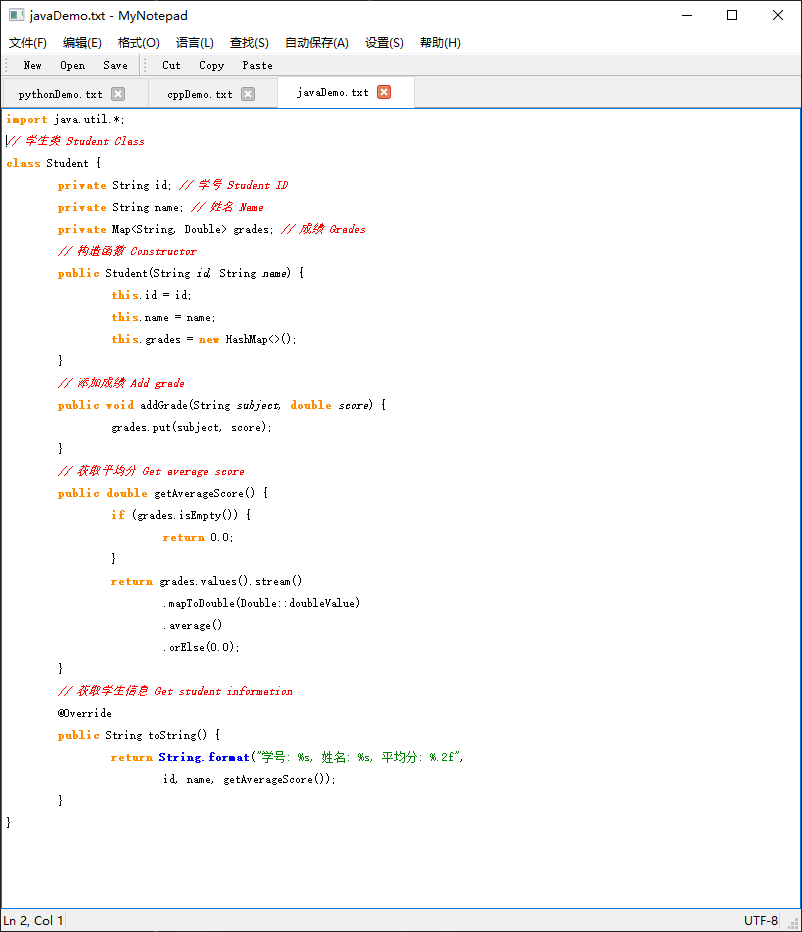 javaDemo.txt - MyNotepad
文件(F) 编辑(E) 格式(O) 语言(L) 查找(S) 自动保存(A) 设置(S) 帮助(H)
New Open Save Cut Copy Paste
pythonDemo.txt cppDemo.txt javaDemo.txt
import java.util.*;
// 学生类 Student Class
class Student {
private String id; // 学号 Student ID
private String name; // 姓名 Name
private Map<String, Double> grades; // 成绩 Grades
// 构造函数 Constructor
public Student(String id, String name) {
this.id = id;
this.name = name;
this.grades = new HashMap<>();
}
// 添加成绩 Add grade
public void addGrade(String subject, double score) {
grades.put(subject, score);
}
// 获取平均分 Get average score
public double getAverageScore() {
if (grades.isEmpty()) {
return 0.0;
}
return grades.values().stream()
.mapToDouble(Double::doubleValue)
.average()
.orElse(0.0);
}
// 获取学生信息 Get student information
@Override
public String toString() {
return String.format("学号: %s, 姓名: %s, 平均分: %.2f",
id, name, getAverageScore());
}
}
Ln 2, Col 1 UTF-8